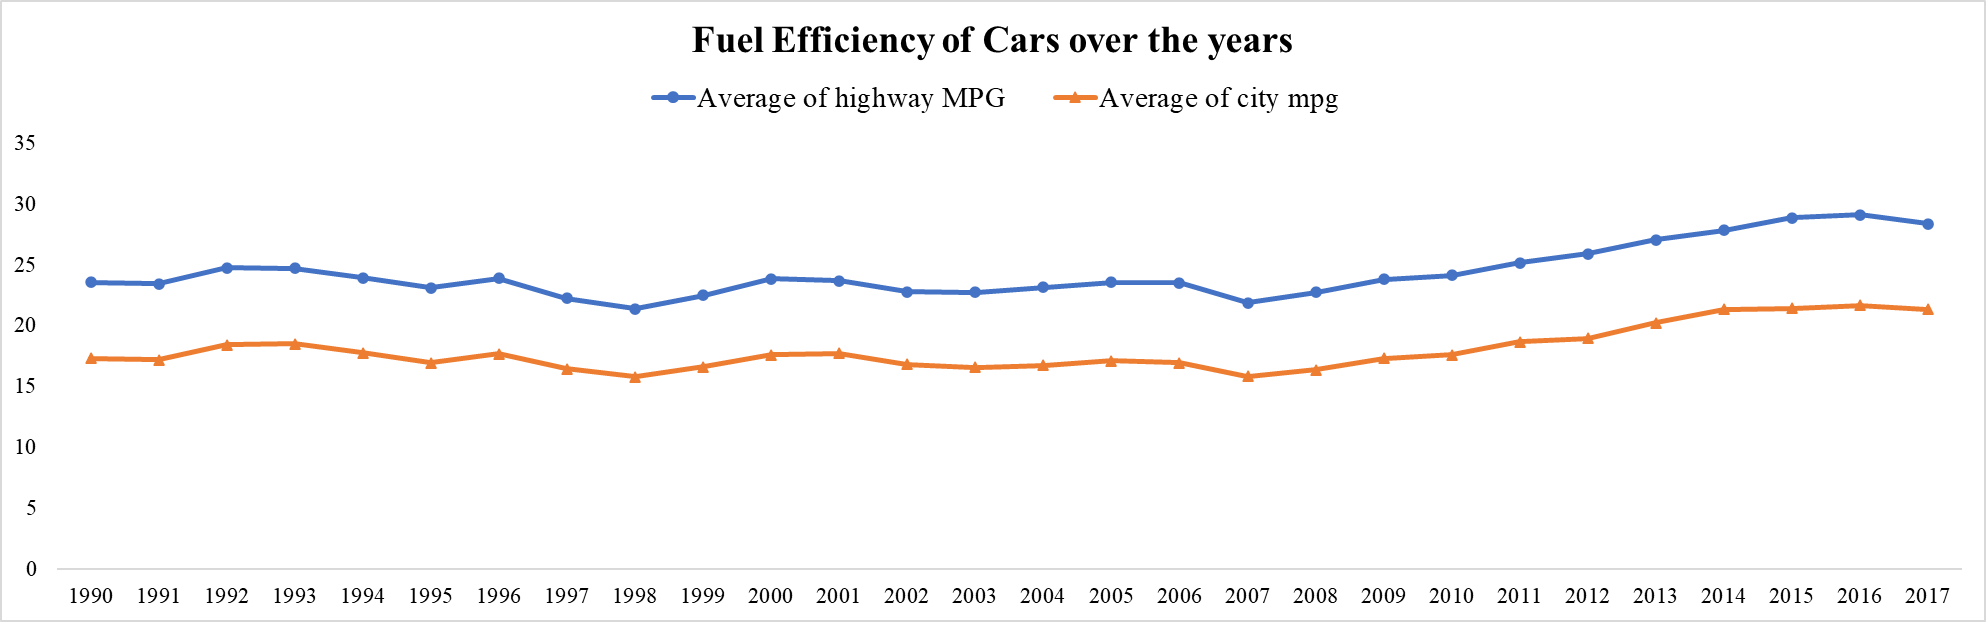 Fuel Efficiency of Cars over the years
Average of highway MPG Average of city mpg
35
30
25
20
15
10
5
0
1990 1991 1992 1993 1994 1995 1996 1997 1998 1999 2000 2001 2002 2003 2004 2005 2006 2007 2008 2009 2010 2011 2012 2013 2014 2015 2016 2017